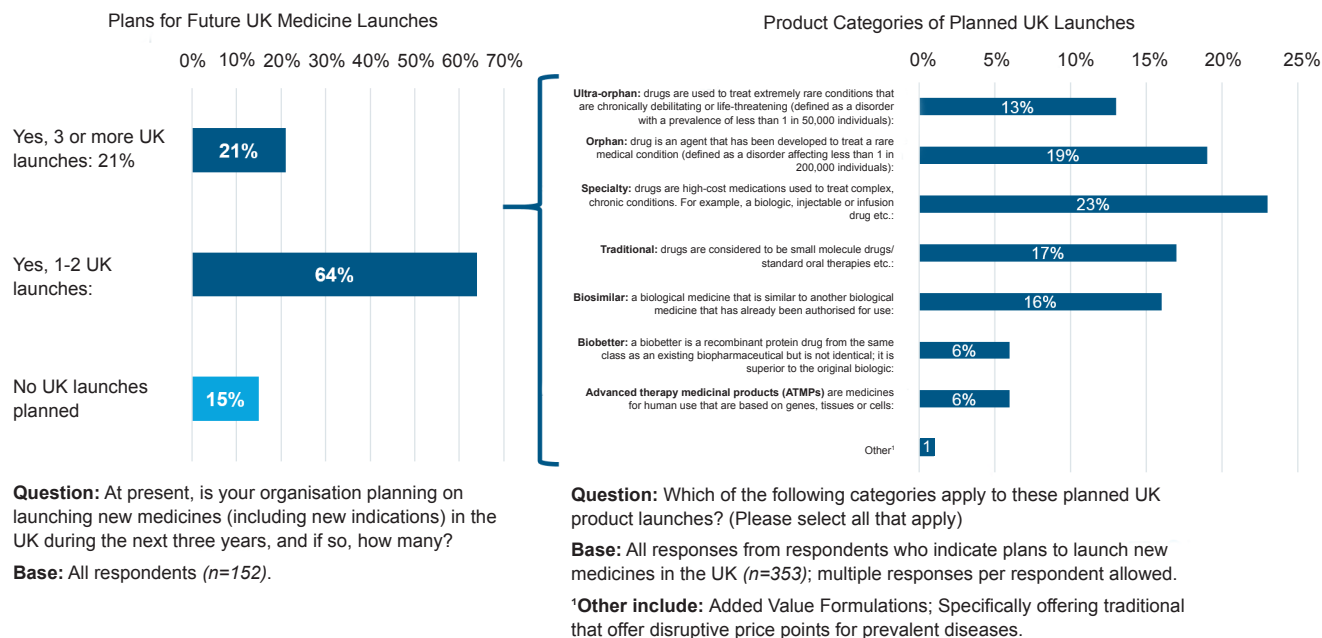 Plans for Future UK Medicine Launches
0% 10% 20% 30% 40% 50% 60% 70%
Yes, 3 or more UK
launches: 21%
21%
Yes, 1-2 UK
launches:
64%
No UK launches
planned
15%
Question: At present, is your organisation planning on
launching new medicines (including new indications) in the
UK during the next three years, and if so, how many?
Base: All respondents (n=152).
Product Categories of Planned UK Launches
0% 5% 10% 15% 20% 25%
Ultra-orphan: drugs are used to treat extremely rare conditions that
are chronically debilitating or life-threatening (defined as a disorder
with a prevalence of less than 1 in 50,000 individuals):
13%
Orphan: drug is an agent that has been developed to treat a rare
medical condition (defined as a disorder affecting less than 1 in
200,000 individuals):
19%
Specialty: drugs are high-cost medications used to treat complex,
chronic conditions. For example, a biologic, injectable or infusion
drug etc.:
23%
Traditional: drugs are considered to be small molecule drugs/
standard oral therapies etc.:
17%
Biosimilar: a biological medicine that is similar to another biological
medicine that has already been authorised for use:
16%
Biobetter: a biobetter is a recombinant protein drug from the same
class as an existing biopharmaceutical but is not identical; it is
superior to the original biologic:
6%
Advanced therapy medicinal products (ATMPs) are medicines
for human use that are based on genes, tissues or cells:
6%
Other¹
1
Question: Which of the following categories apply to these planned UK
product launches? (Please select all that apply)
Base: All responses from respondents who indicate plans to launch new
medicines in the UK (n=353); multiple responses per respondent allowed.
¹Other include: Added Value Formulations; Specifically offering traditional
that offer disruptive price points for prevalent diseases.